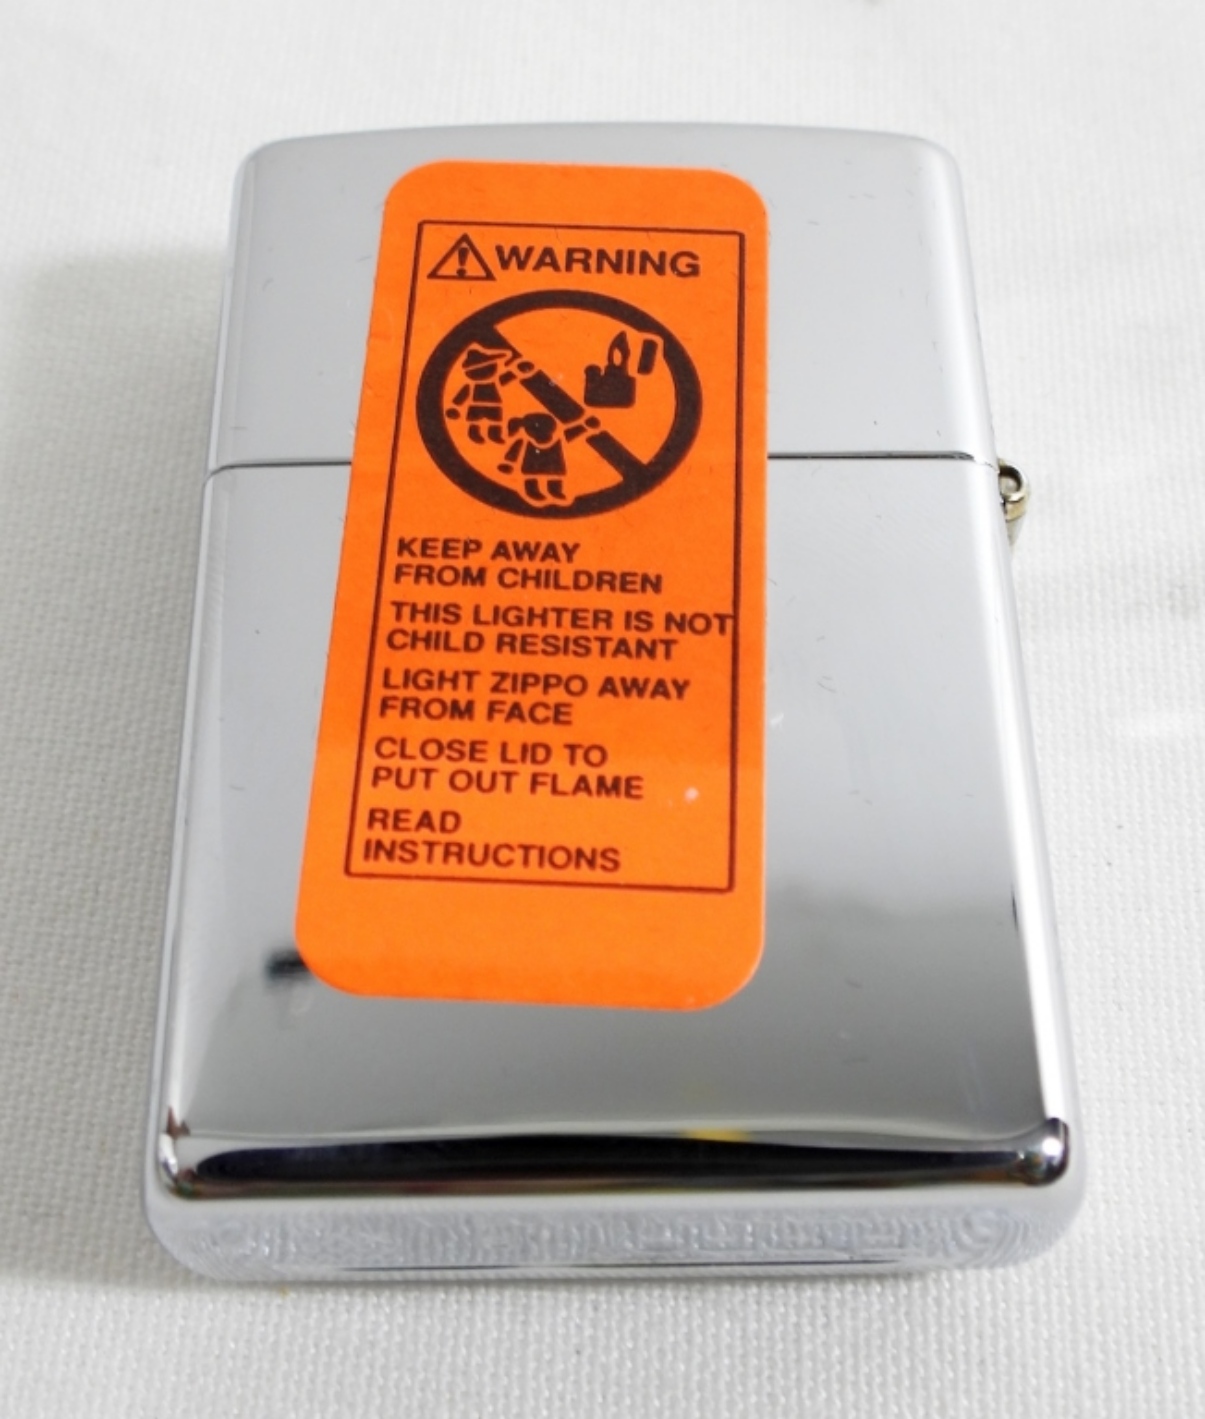 WARNING
KEEP AWAY
FROM CHILDREN
THIS LIGHTER IS NOT
CHILD RESISTANT
LIGHT ZIPPO AWAY
FROM FACE
CLOSE LID TO
PUT OUT FLAME
READ
INSTRUCTIONS